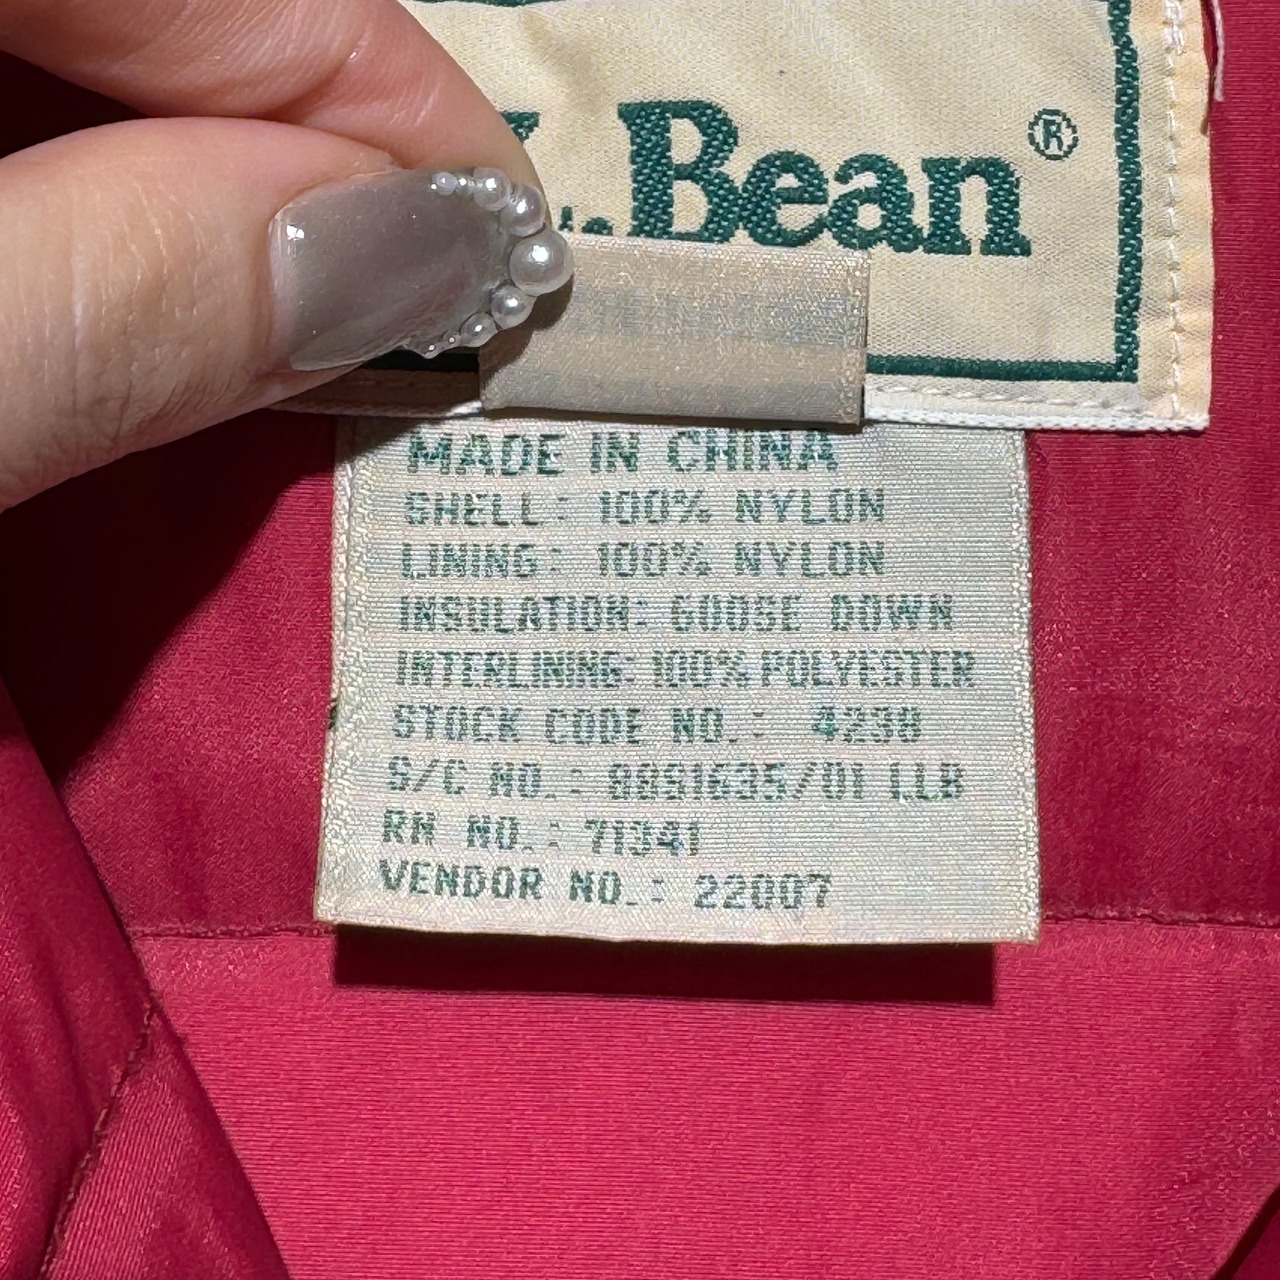 L. Bean®
MADE IN CHINA
SHELL: 100% NYLON
LINING: 100% NYLON
INSULATION: GOOSE DOWN
INTERLINING: 100% POLYESTER
STOCK CODE NO.: 4238
S/C NO.: 88S1635/01 LLB
RN NO.: 71341
VENDOR NO.: 22007